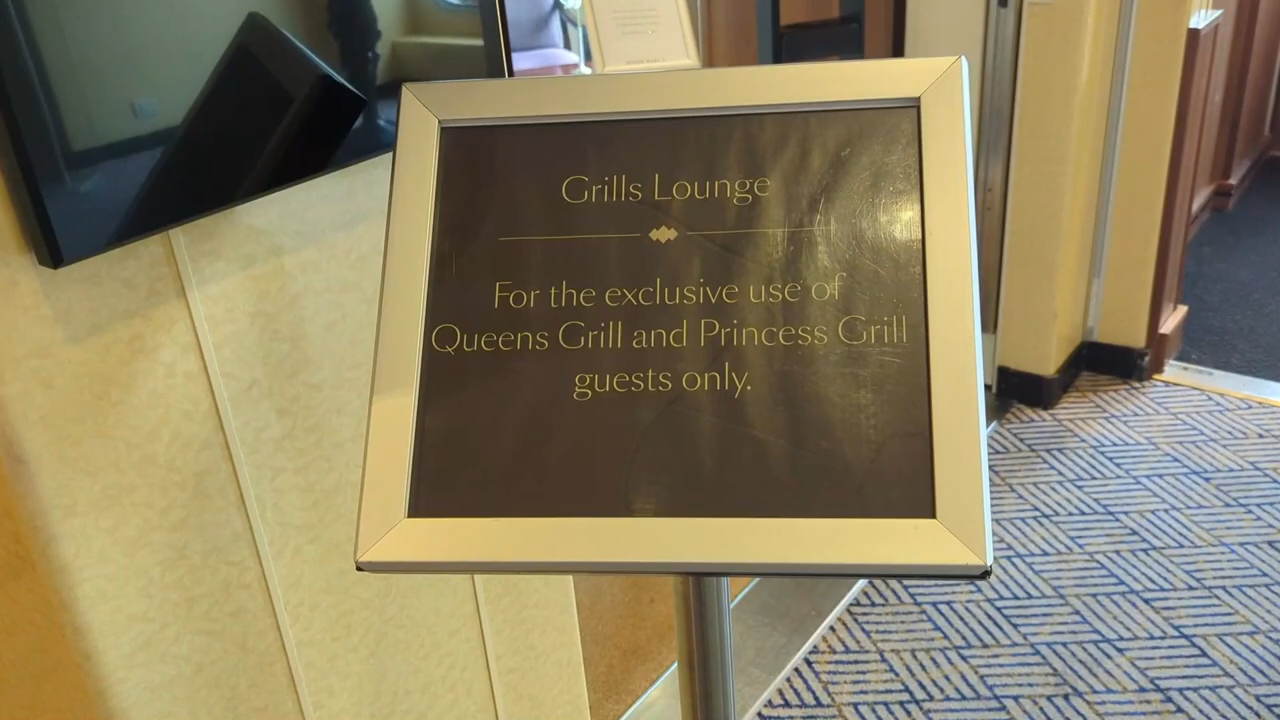 Grills Lounge
For the exclusive use of
Queens Grill and Princess Grill
guests only.